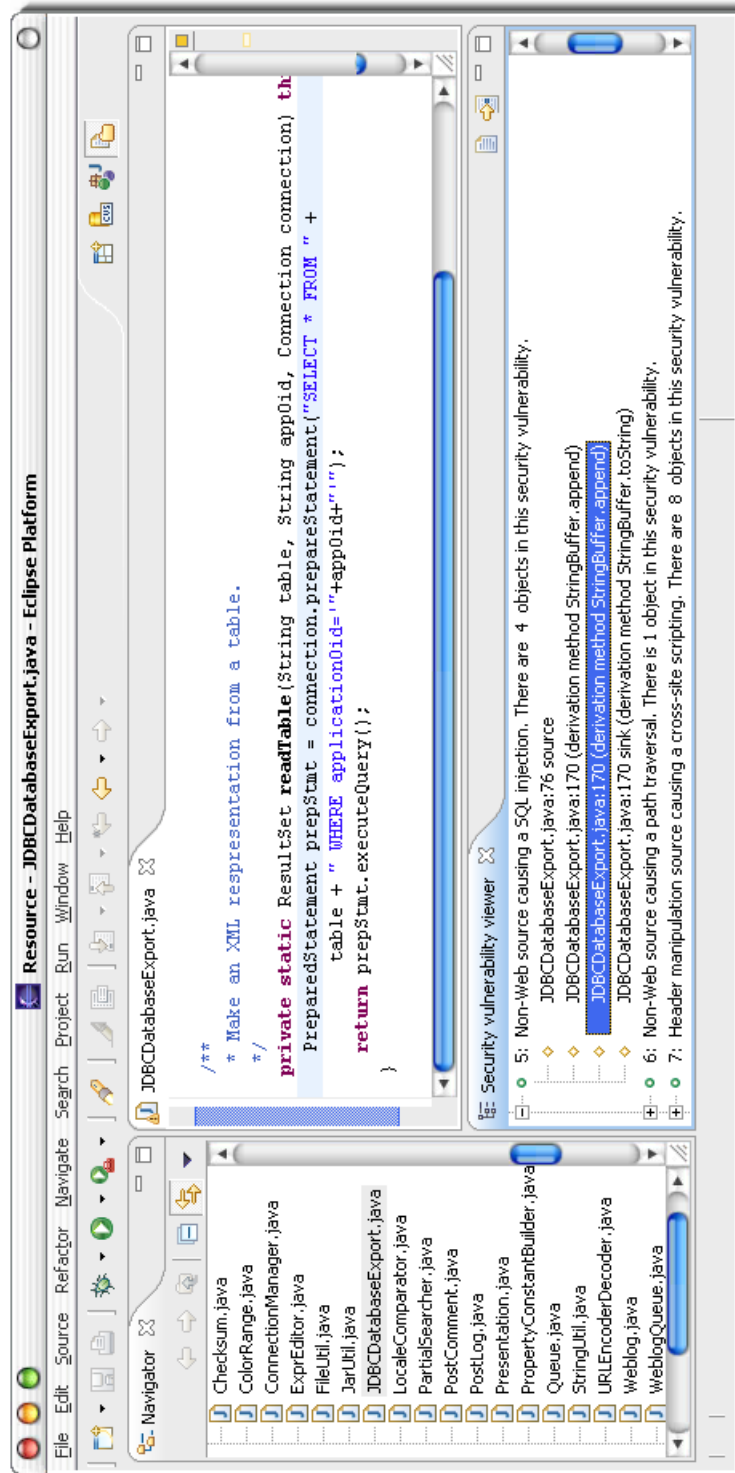 Resource - JDBCDatabaseExport.java - Eclipse Platform
File Edit Source Refactor Navigate Search Project Run Window Help
CVS
Navigator
Checksum.java
ColorRange.java
ConnectionManager.java
ExprEditor.java
FileUtil.java
JarUtil.java
JDBCDatabaseExport.java
LocaleComparator.java
PartialSearcher.java
PostComment.java
PostLog.java
Presentation.java
PropertyConstantBuilder.java
Queue.java
StringUtil.java
URLEncoderDecoder.java
Weblog.java
WeblogQueue.java
JDBCDatabaseExport.java
/**
* Make an XML respresentation from a table.
*/
private static ResultSet readTable(String table, String appOid, Connection connection) th
PreparedStatement prepStmt = connection.prepareStatement("SELECT * FROM " +
table + " WHERE applicationOid='"+appOid+"'");
return prepStmt.executeQuery();
}
Security vulnerability viewer
5: Non-Web source causing a SQL injection. There are 4 objects in this security vulnerability.
JDBCDatabaseExport.java:76 source
JDBCDatabaseExport.java:170 (derivation method StringBuffer.append)
JDBCDatabaseExport.java:170 (derivation method StringBuffer.append)
JDBCDatabaseExport.java:170 sink (derivation method StringBuffer.toString)
6: Non-Web source causing a path traversal. There is 1 object in this security vulnerability.
7: Header manipulation source causing a cross-site scripting. There are 8 objects in this security vulnerability.